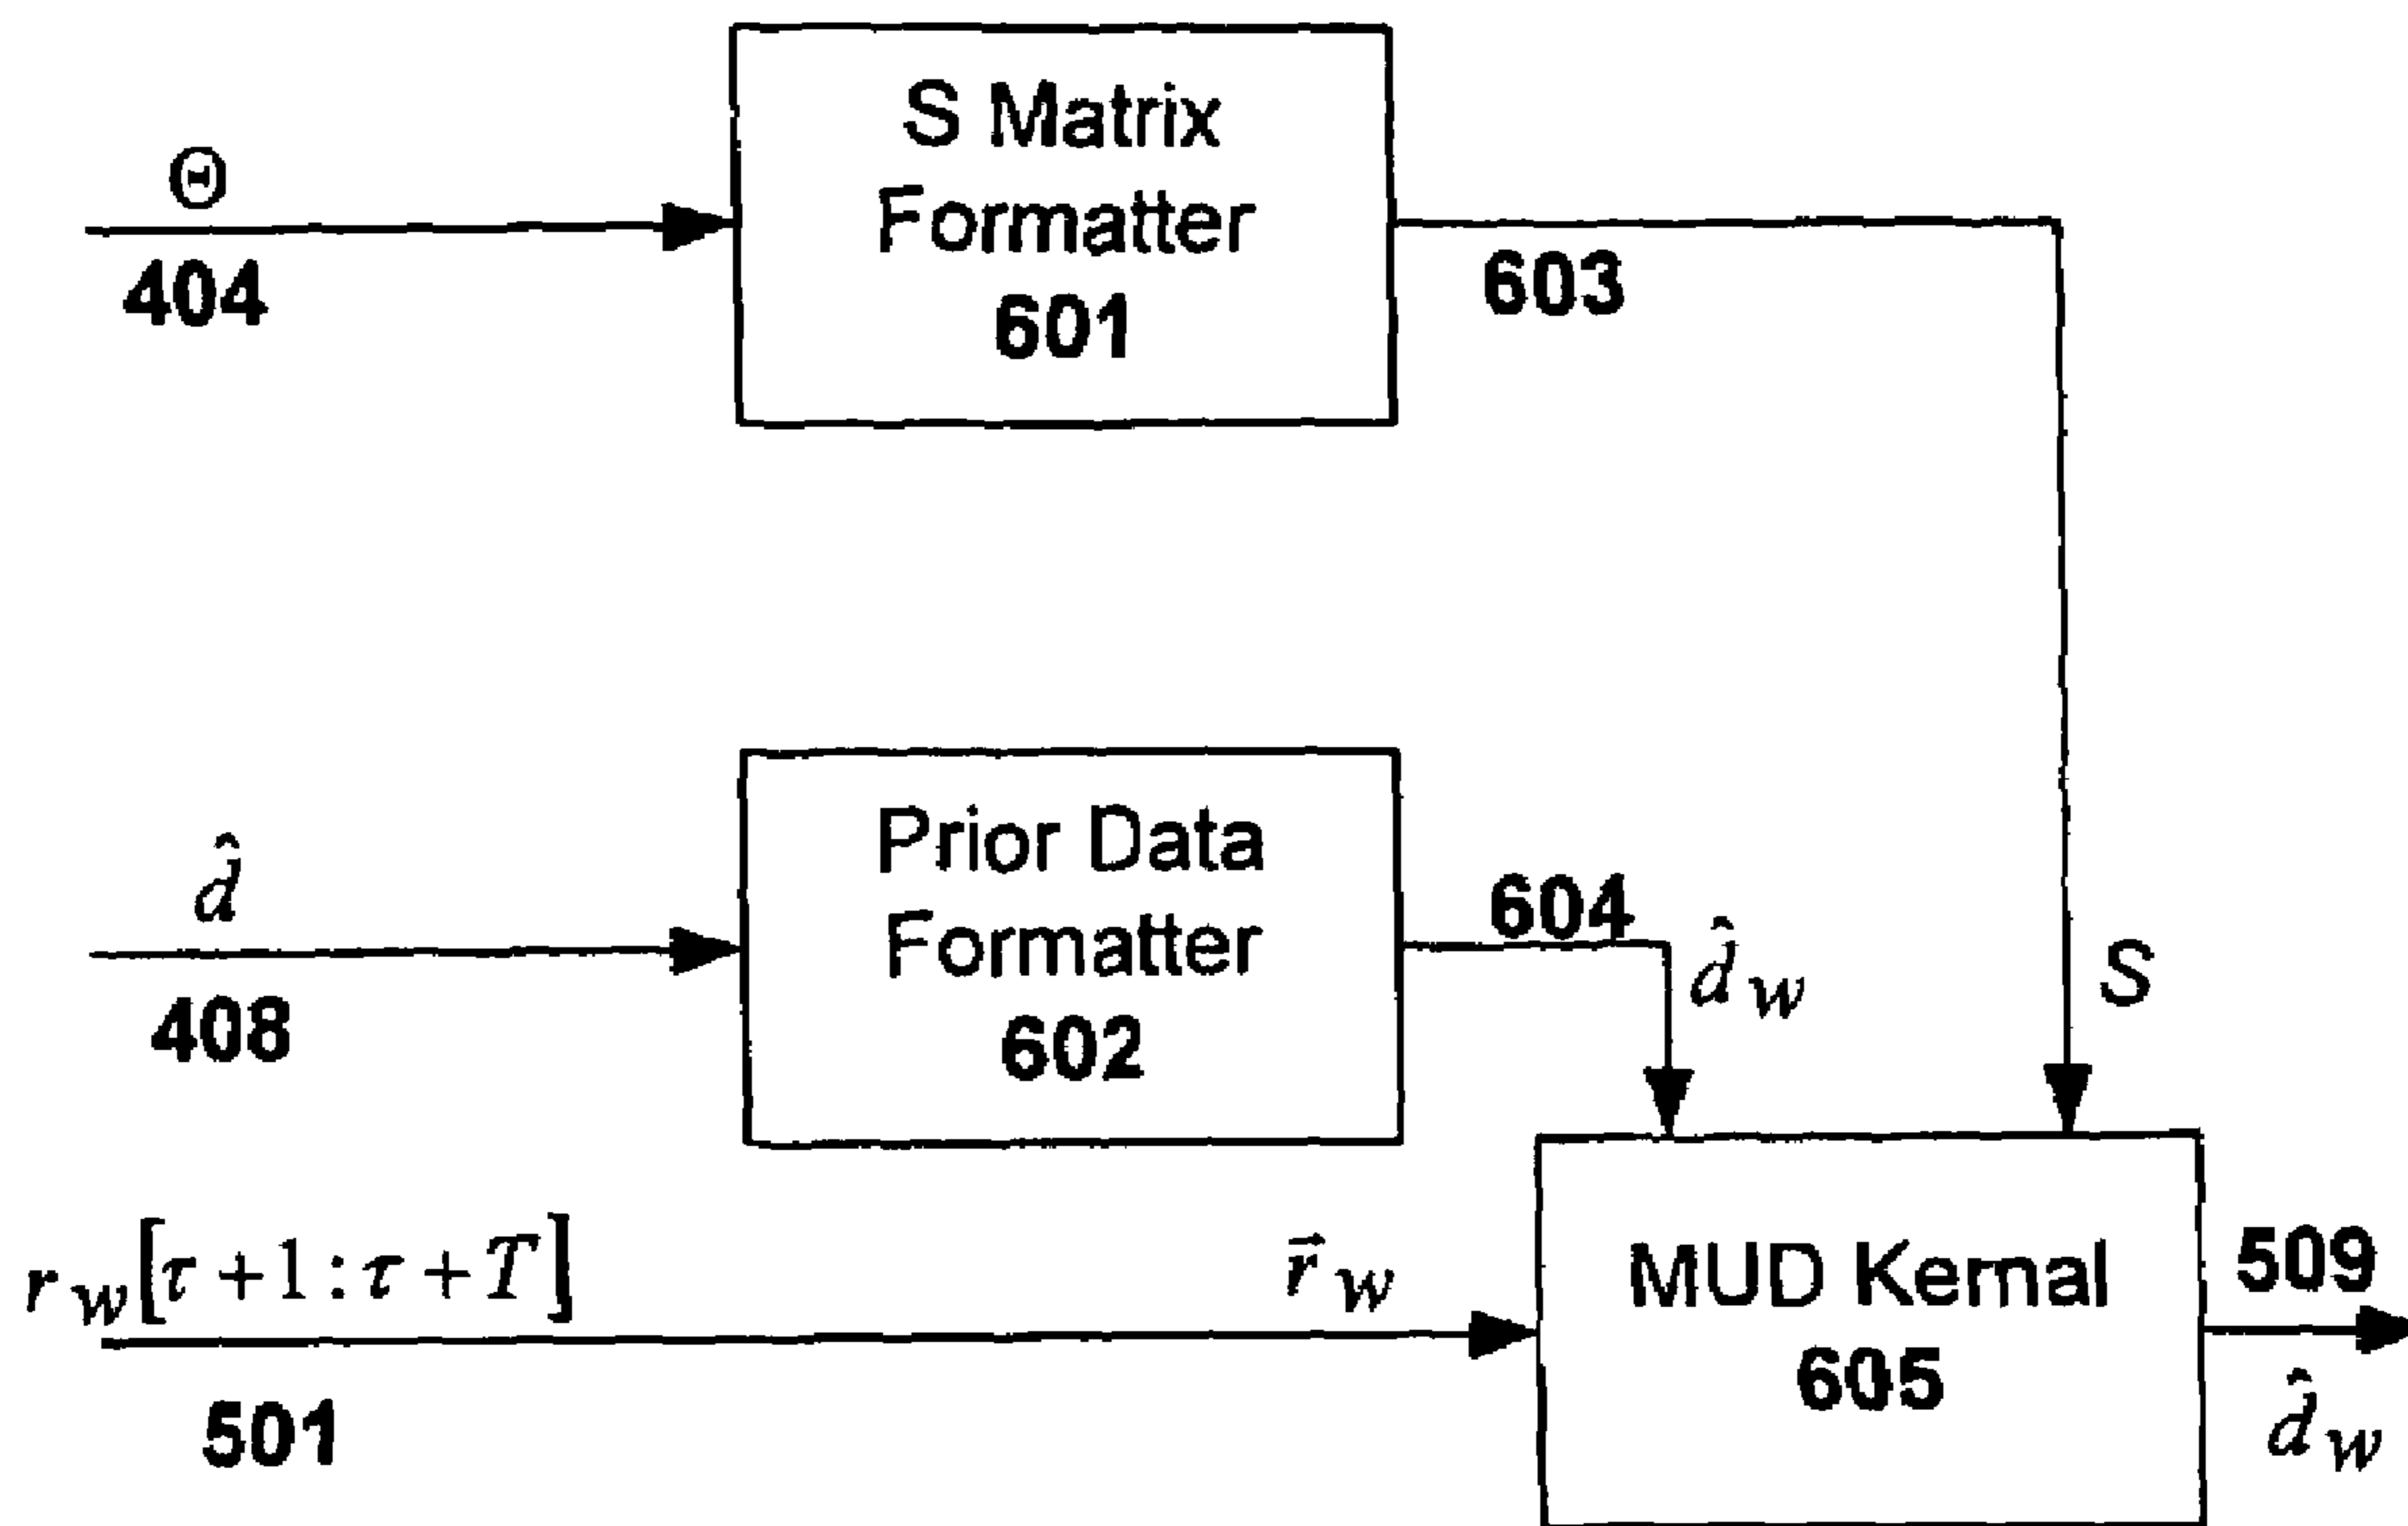 Θ
404
S Matrix
Formatter
601
603
d̂
408
Prior Data
Formatter
602
604
d̂w
S
rw[τ+1:τ+T]
501
r̄w
MUD Kernal
605
509
d̂w